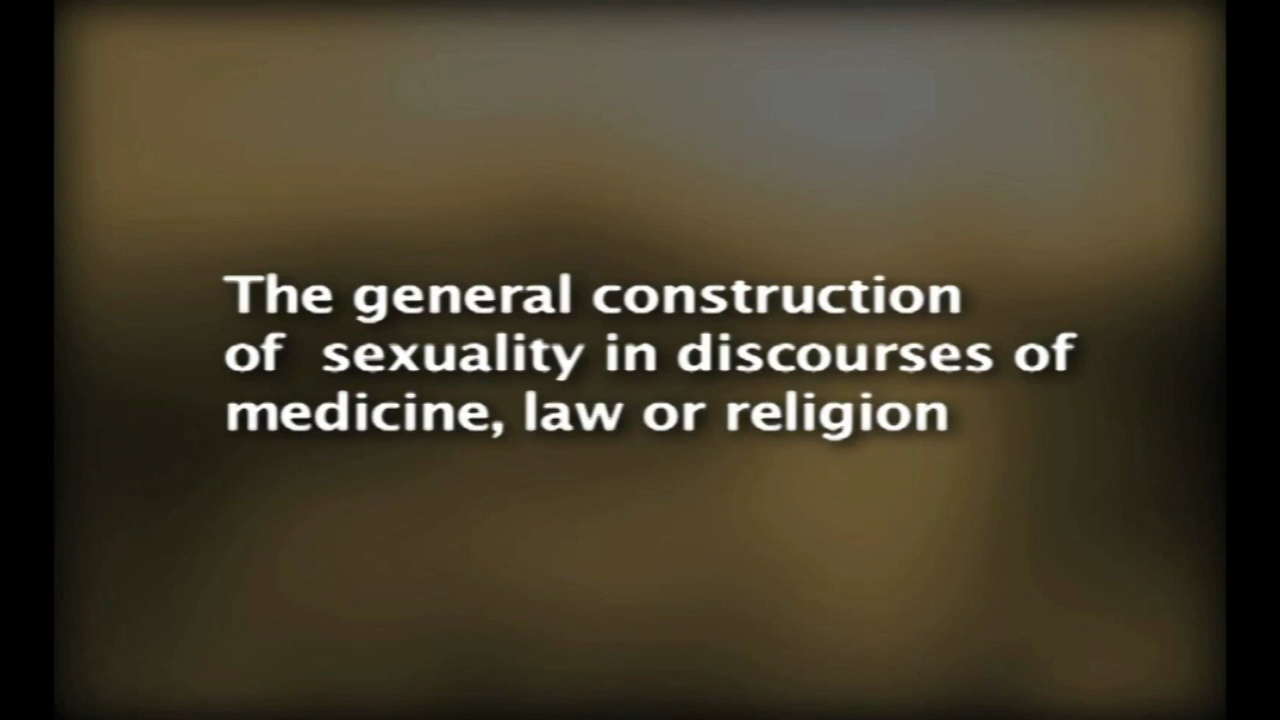 The general construction
of  sexuality in discourses of
medicine, law or religion